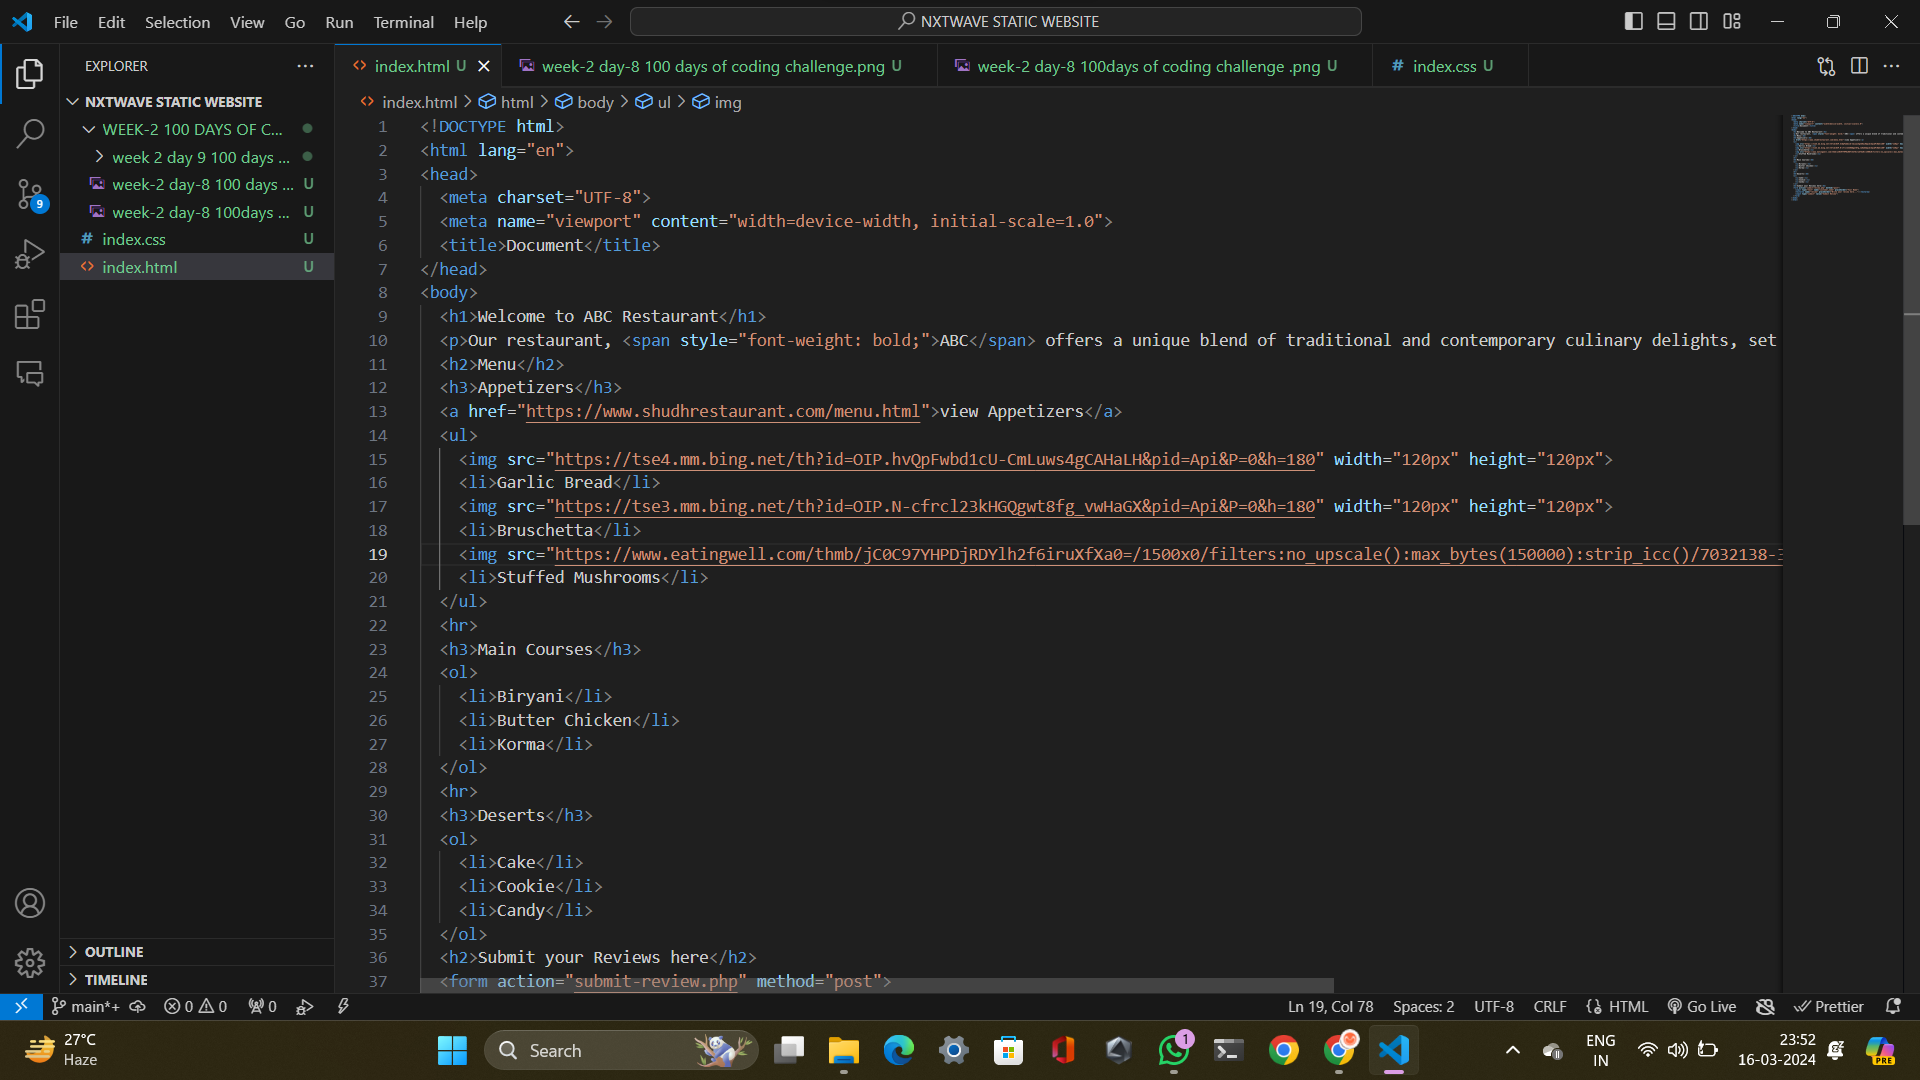 File Edit Selection View Go Run Terminal Help
NXTWAVE STATIC WEBSITE
EXPLORER
index.html U
week-2 day-8 100 days of coding challenge.png U
week-2 day-8 100days of coding challenge .png U
# index.css U
NXTWAVE STATIC WEBSITE
WEEK-2 100 DAYS OF C...
week 2 day 9 100 days ...
week-2 day-8 100 days ... U
week-2 day-8 100days ... U
# index.css U
index.html U
index.html > html > body > ul > img
1 <!DOCTYPE html>
2 <html lang="en">
3 <head>
4 <meta charset="UTF-8">
5 <meta name="viewport" content="width=device-width, initial-scale=1.0">
6 <title>Document</title>
7 </head>
8 <body>
9 <h1>Welcome to ABC Restaurant</h1>
10 <p>Our restaurant, <span style="font-weight: bold;">ABC</span> offers a unique blend of traditional and contemporary culinary delights, set
11 <h2>Menu</h2>
12 <h3>Appetizers</h3>
13 <a href="https://www.shudhrestaurant.com/menu.html">view Appetizers</a>
14 <ul>
15 <img src="https://tse4.mm.bing.net/th?id=OIP.hvQpFwbd1cU-CmLuws4gCAHaLH&pid=Api&P=0&h=180" width="120px" height="120px">
16 <li>Garlic Bread</li>
17 <img src="https://tse3.mm.bing.net/th?id=OIP.N-cfrcl23kHGQgwt8fg_vwHaGX&pid=Api&P=0&h=180" width="120px" height="120px">
18 <li>Bruschetta</li>
19 <img src="https://www.eatingwell.com/thmb/jC0C97YHPDjRDYlh2f6iruXfXa0=/1500x0/filters:no_upscale():max_bytes(150000):strip_icc()/7032138-3
20 <li>Stuffed Mushrooms</li>
21 </ul>
22 <hr>
23 <h3>Main Courses</h3>
24 <ol>
25 <li>Biryani</li>
26 <li>Butter Chicken</li>
27 <li>Korma</li>
28 </ol>
29 <hr>
30 <h3>Deserts</h3>
31 <ol>
32 <li>Cake</li>
33 <li>Cookie</li>
34 <li>Candy</li>
35 </ol>
36 <h2>Submit your Reviews here</h2>
37 <form action="submit-review.php" method="post">
OUTLINE
TIMELINE
9
main*+ 0 0 0
Ln 19, Col 78 Spaces: 2 UTF-8 CRLF HTML Go Live Prettier
27°C
Haze
Search
1
ENG
IN
23:52
16-03-2024
PRE